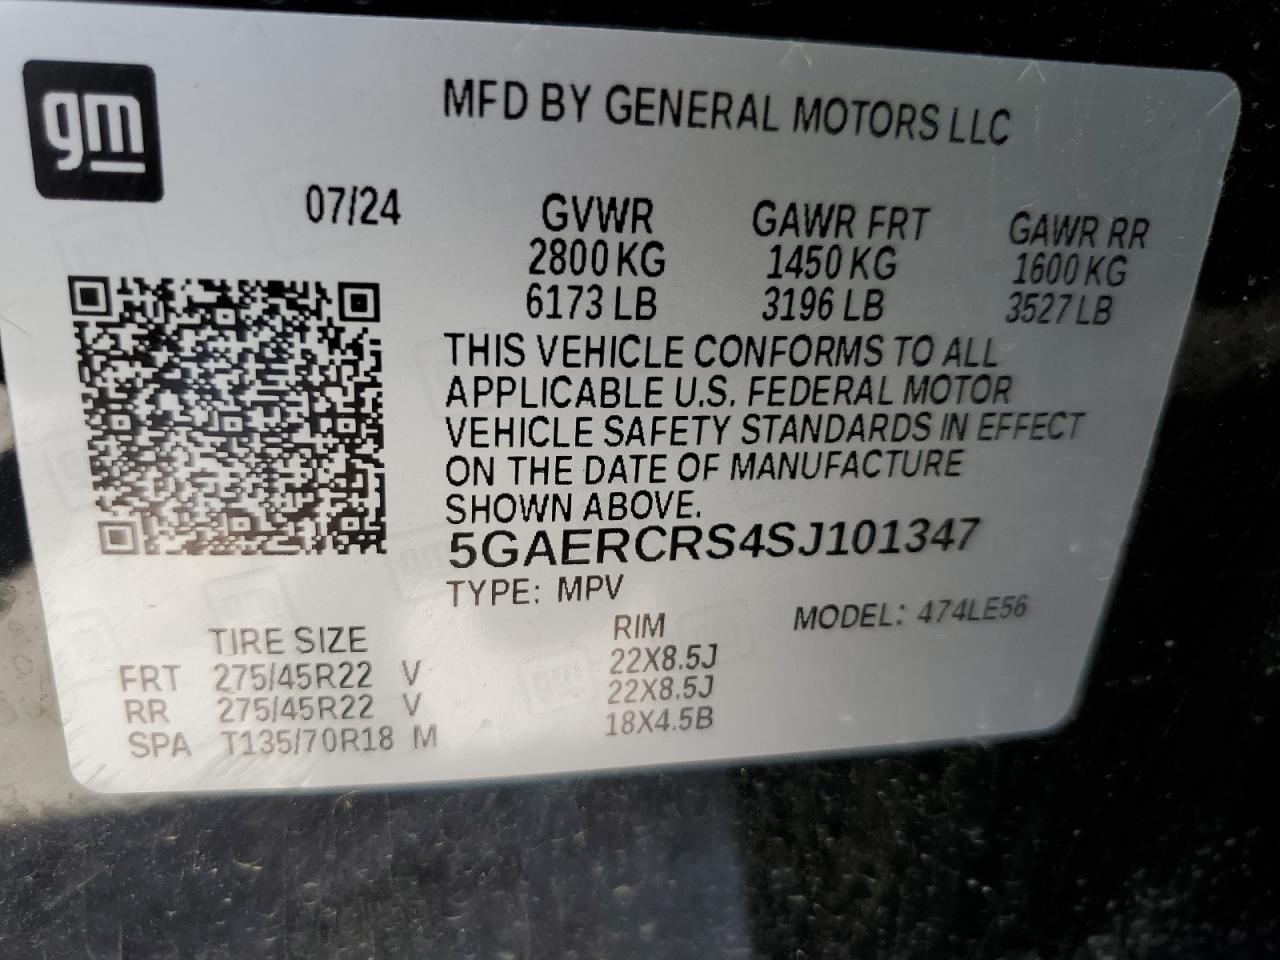 gm
MFD BY GENERAL MOTORS LLC
07/24 GVWR GAWR FRT GAWR RR
2800 KG 1450 KG 1600 KG
6173 LB 3196 LB 3527 LB
THIS VEHICLE CONFORMS TO ALL
APPLICABLE U.S. FEDERAL MOTOR
VEHICLE SAFETY STANDARDS IN EFFECT
ON THE DATE OF MANUFACTURE
SHOWN ABOVE.
5GAERCRS4SJ101347
TYPE: MPV MODEL: 474LE56
TIRE SIZE RIM
FRT 275/45R22 V 22X8.5J
RR 275/45R22 V 22X8.5J
SPA T135/70R18 M 18X4.5B